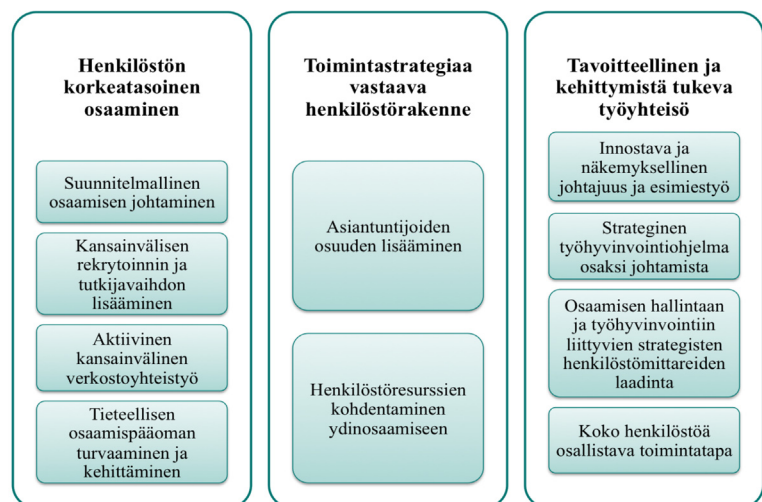 Henkilöstön
korkeatasoinen
osaaminen
Suunnitelmallinen
osaamisen johtaminen
Kansainvälisen
rekrytoinnin ja
tutkijavaihdon
lisääminen
Aktiivinen
kansainvälinen
verkostoyhteistyö
Tieteellisen
osaamispääoman
turvaaminen ja
kehittäminen
Toimintastrategiaa
vastaava
henkilöstörakenne
Asiantuntijoiden
osuuden lisääminen
Henkilöstöresurssien
kohdentaminen
ydinosaamiseen
Tavoitteellinen ja
kehittymistä tukeva
työyhteisö
Innostava ja
näkemyksellinen
johtajuus ja esimiestyö
Strateginen
työhyvinvointiohjelma
osaksi johtamista
Osaamisen hallintaan
ja työhyvinvointiin
liittyvien strategisten
henkilöstömittareiden
laadinta
Koko henkilöstöä
osallistava toimintatapa